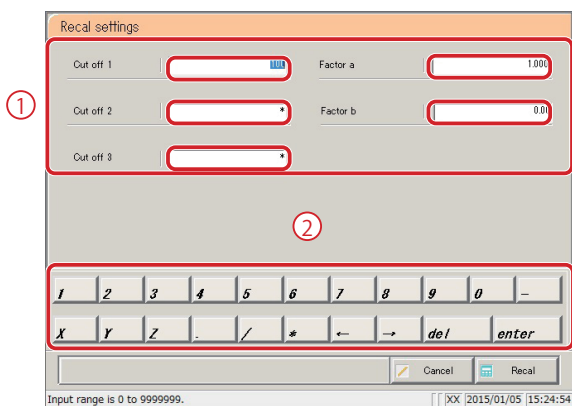 Recal settings
Cut off 1 Factor a 1.000
①
Cut off 2 * Factor b
Cut off 3 *
②
1 2 3 4 5 6 7 8 9 0 –
X Y Z . / * ← → del enter
Cancel Recal
Input range is 0 to 9999999. XX 2015/01/05 15:24:54